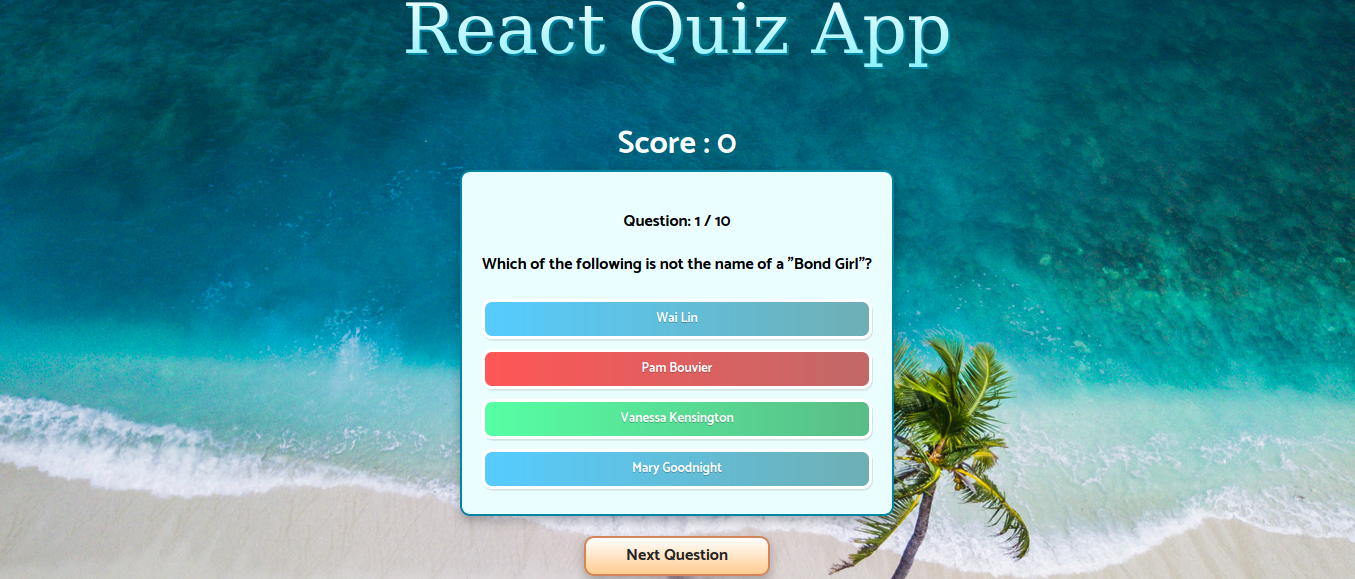 React Quiz App
Score : 0
Question: 1 / 10
Which of the following is not the name of a "Bond Girl"?
Wai Lin
Pam Bouvier
Vanessa Kensington
Mary Goodnight
Next Question